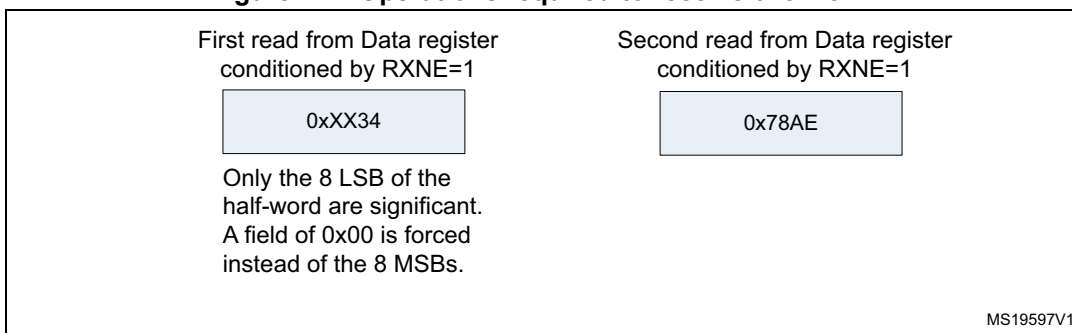 First read from Data register
conditioned by RXNE=1
0xXX34
Only the 8 LSB of the
half-word are significant.
A field of 0x00 is forced
instead of the 8 MSBs.
Second read from Data register
conditioned by RXNE=1
0x78AE
MS19597V1